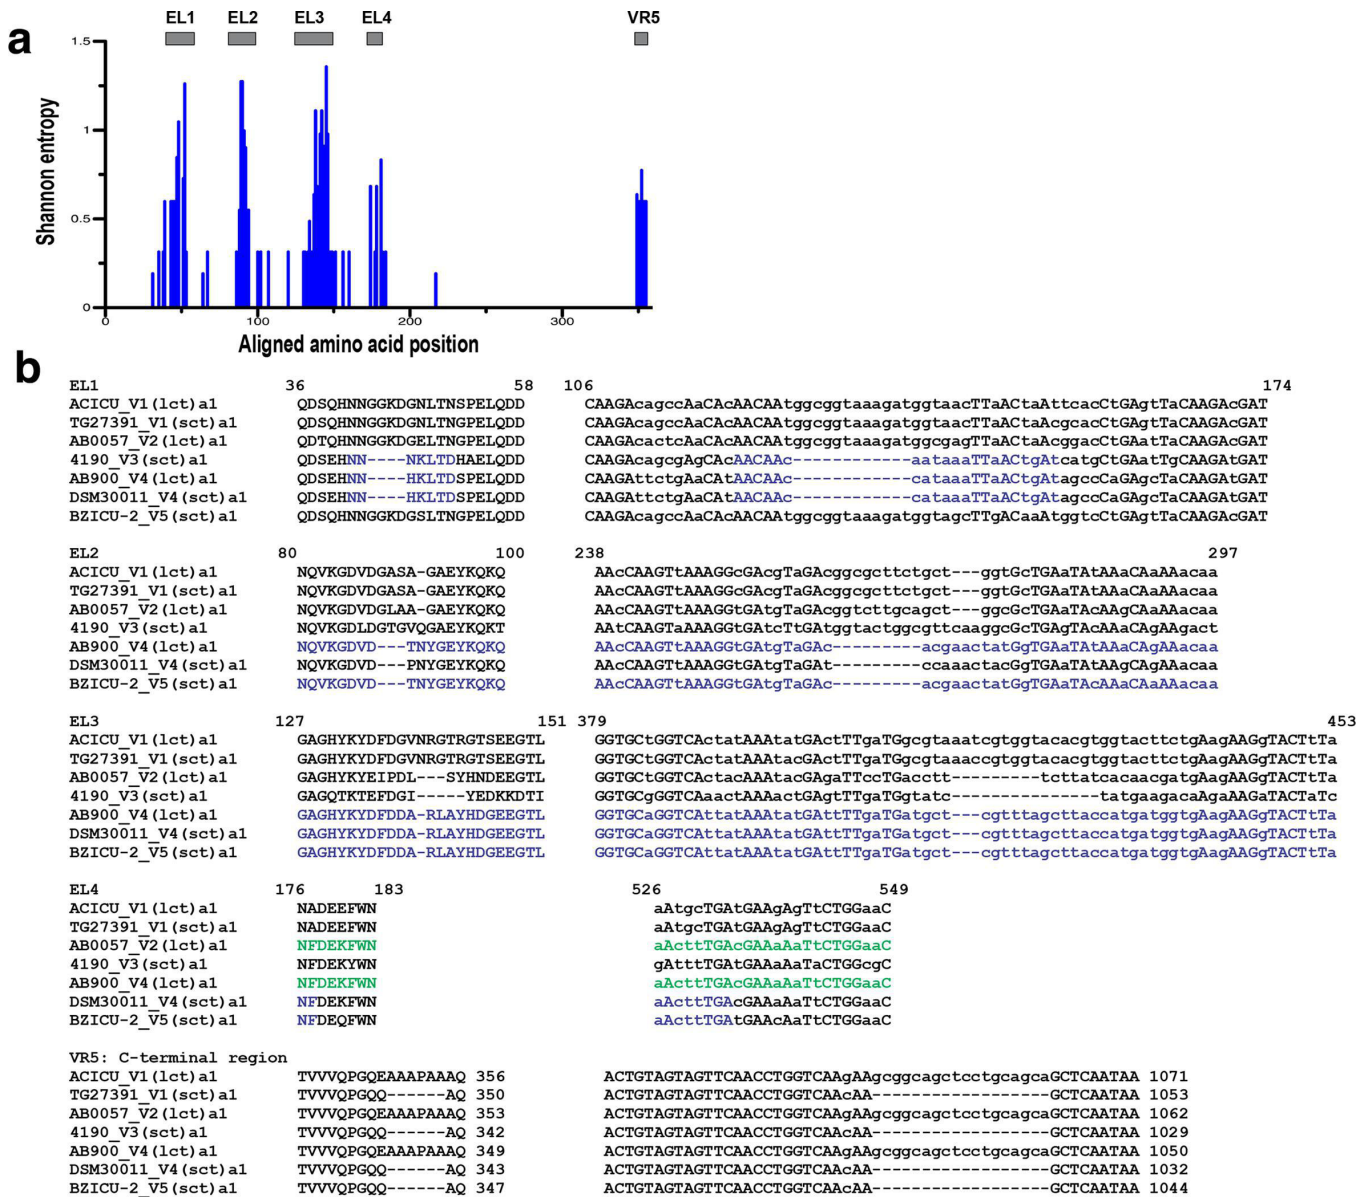 a
EL1 EL2 EL3 EL4 VR5
1.5
1
0.5
0
Shannon entropy
0 100 200 300
Aligned amino acid position
b
EL1 36 58 106 174
ACICU_V1(lct)a1 QDSQHNNGGKDGNLTNSPELQDD CAAGAcagccAaCACAcAACAATggcggtaaagatggtaacTTaACTaAttcacCtGAgtTaCAAGAcGAT
TG27391_V1(sct)a1 QDSQHNNGGKDGNLTNGPELQDD CAAGAcagccAaCACAcAACAATggcggtaaagatggtaacTTaACTaAcggacCtGAatTaCAAGAcGAT
AB0057_V2(lct)a1 QDTQHNNGGKDGELTNGPELQDD CAAGAcactcAaCACAcAACAATggcggtaaagatggcgagTTaACTaAcggacCtGAatTaCAAGAcGAT
4190_V3(sct)a1 QDSEHNN----NKLTDHAELQDD CAAGAcagcgAgCACAACAAc------------aataaaTTaACTgAtcatgCtGAatTgCAAGAtGAT
AB900_V4(lct)a1 QDSEHNN----HKLTDSPELQDD CAAGAttctgAaCAtAACAAc------------cataaaTTaACTgAtagccCaGAgcTaCAAGAtGAT
DSM30011_V4(sct)a1 QDSEHNN----HKLTDSPELQDD CAAGAttctgAaCAtAACAAc------------cataaaTTaACTgAtagccCaGAgcTaCAAGAtGAT
BZICU-2_V5(sct)a1 QDSQHNNGGKDGSLTNGPELQDD CAAGAcagccAaCACAACAATggcggtaaagatggtagcTTgACaaAtggtcCtGAgtTaCAAGAcGAT
EL2 80 100 238 297
ACICU_V1(lct)a1 NQVKGDVDGASA-GAEYKQKQ AAcCAAGTtAAAGGcGAcgTaGAcggcgcttctgct---ggtGcTGAaTAtAAaCAaAAacaa
TG27391_V1(sct)a1 NQVKGDVDGASA-GAEYKQKQ AAcCAAGTtAAAGGcGAcgTaGAcggcgcttctgct---ggtGcTGAaTAtAAaCAaAAacaa
AB0057_V2(lct)a1 NQVKGDVDGLAA-GAEYKQKQ AAcCAAGTtAAAGGtGAtgTaGAcggtcttgcagct---ggcGcTGAaTAcAAgCAaAAacaa
4190_V3(sct)a1 NQVKGDLDGTGVQGAEYKQKT AAtCAAGTaAAAGGtGAtcTtGAtggtactggcgttcaaggcGcTGAgTAcAAaCAgAAgact
AB900_V4(lct)a1 NQVKGDVD---TNYGEYKQKQ AAcCAAGTtAAAGGtGAtgTaGAc---------acgaactatGgTGAaTAtAAaCAgAAacaa
DSM30011_V4(sct)a1 NQVKGDVD---PNYGEYKQKQ AAcCAAGTtAAAGGtGAtgTaGAt---------ccaaactacGgTGAaTAtAAgCAgAAacaa
BZICU-2_V5(sct)a1 NQVKGDVD---TNYGEYKQKQ AAcCAAGTtAAAGGtGAtgTaGAc---------acgaactatGgTGAaTAcAAaCAaAAacaa
EL3 127 151 379 453
ACICU_V1(lct)a1 GAGHYKYDFDGVNRGTRGTSEEGTL GGTGCtGGTCActatAAAtatGActTTgaTGgcgtaaatcgtggtacacgtggtacttctgAagAAGgTACTtTa
TG27391_V1(sct)a1 GAGHYKYDFDGVNRGTRGTSEEGTL GGTGCtGGTCActatAAAtatGActTTgaTGgcgtaaaccgtggtacacgtggtacttctgAagAAGgTACTtTa
AB0057_V2(lct)a1 GAGHYKYEIPDL---SYHNDEEGTL GGTGCtGGTCActacAAAtacGAgaTTccTGacctt---------tcttatcacaacgatgAagAAGgTACTtTa
4190_V3(sct)a1 GAGQTKTEFDGI-----YEDKKDTI GGTGCgGGTCAaactAAAactGAgtTTgaTGgtatc---------------tatgaagacaAgaAAGaTACTaTc
AB900_V4(lct)a1 GAGHYKYDFDDA-RLAYHDGEEGTL GGTGCaGGTCAttatAAAtatGAttTTgaTGatgct---cgtttagcttaccatgatggtgAagAAGgTACTtTa
DSM30011_V4(sct)a1 GAGHYKYDFDDA-RLAYHDGEEGTL GGTGCaGGTCAttatAAAtatGAttTTgaTGatgct---cgtttagcttaccatgatggtgAagAAGgTACTtTa
BZICU-2_V5(sct)a1 GAGHYKYDFDDA-RLAYHDGEEGTL GGTGCaGGTCAttatAAAtatGAttTTgaTGatgct---cgtttagcttaccatgatggtgAagAAGgTACTtTa
EL4 176 183 526 549
ACICU_V1(lct)a1 NADEEFWN aAtgcTGAtGAAgAgTtCTGGaaC
TG27391_V1(sct)a1 NADEEFWN aAtgcTGAtGAAgAgTtCTGGaaC
AB0057_V2(lct)a1 NFDEKFWN aActtTGAcGAAaAaTtCTGGaaC
4190_V3(sct)a1 NFDEKYWN gAtttTGAtGAAaAaTaCTGGcgC
AB900_V4(lct)a1 NFDEKFWN aActtTGAcGAAaAaTtCTGGaaC
DSM30011_V4(sct)a1 NFDEKFWN aActtTGAcGAAaAaTtCTGGaaC
BZICU-2_V5(sct)a1 NFDEQFWN aActtTGAtGAAcAaTtCTGGaaC
VR5: C-terminal region
ACICU_V1(lct)a1 TVVVQPGQEAAAPAAAQ 356 ACTGTAGTAGTTCAACCTGGTCAAgAAgcggcagctcctgcagcaGCTCAATAA 1071
TG27391_V1(sct)a1 TVVVQPGQQ------AQ 350 ACTGTAGTAGTTCAACCTGGTCAAcAA------------------GCTCAATAA 1053
AB0057_V2(lct)a1 TVVVQPGQEAAAPAAAQ 353 ACTGTAGTAGTTCAACCTGGTCAAgAAgcggcagctcctgcagcaGCTCAATAA 1062
4190_V3(sct)a1 TVVVQPGQQ------AQ 342 ACTGTAGTAGTTCAACCTGGTCAAcAA------------------GCTCAATAA 1029
AB900_V4(lct)a1 TVVVQPGQEAAAPAAAQ 349 ACTGTAGTAGTTCAACCTGGTCAAgAAgcggcagctcctgcagcaGCTCAATAA 1050
DSM30011_V4(sct)a1 TVVVQPGQQ------AQ 343 ACTGTAGTAGTTCAACCTGGTCAAcAA------------------GCTCAATAA 1032
BZICU-2_V5(sct)a1 TVVVQPGQQ------AQ 347 ACTGTAGTAGTTCAACCTGGTCAAcAA------------------GCTCAATAA 1044